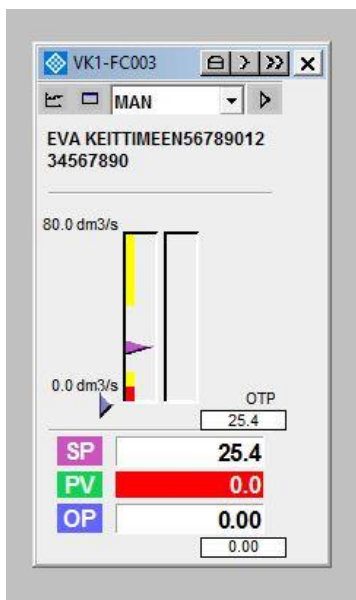 VK1-FC003
MAN
EVA KEITTIMEEN56789012
34567890
80.0 dm3/s
0.0 dm3/s
OTP
25.4
SP 25.4
PV 0.0
OP 0.00
0.00